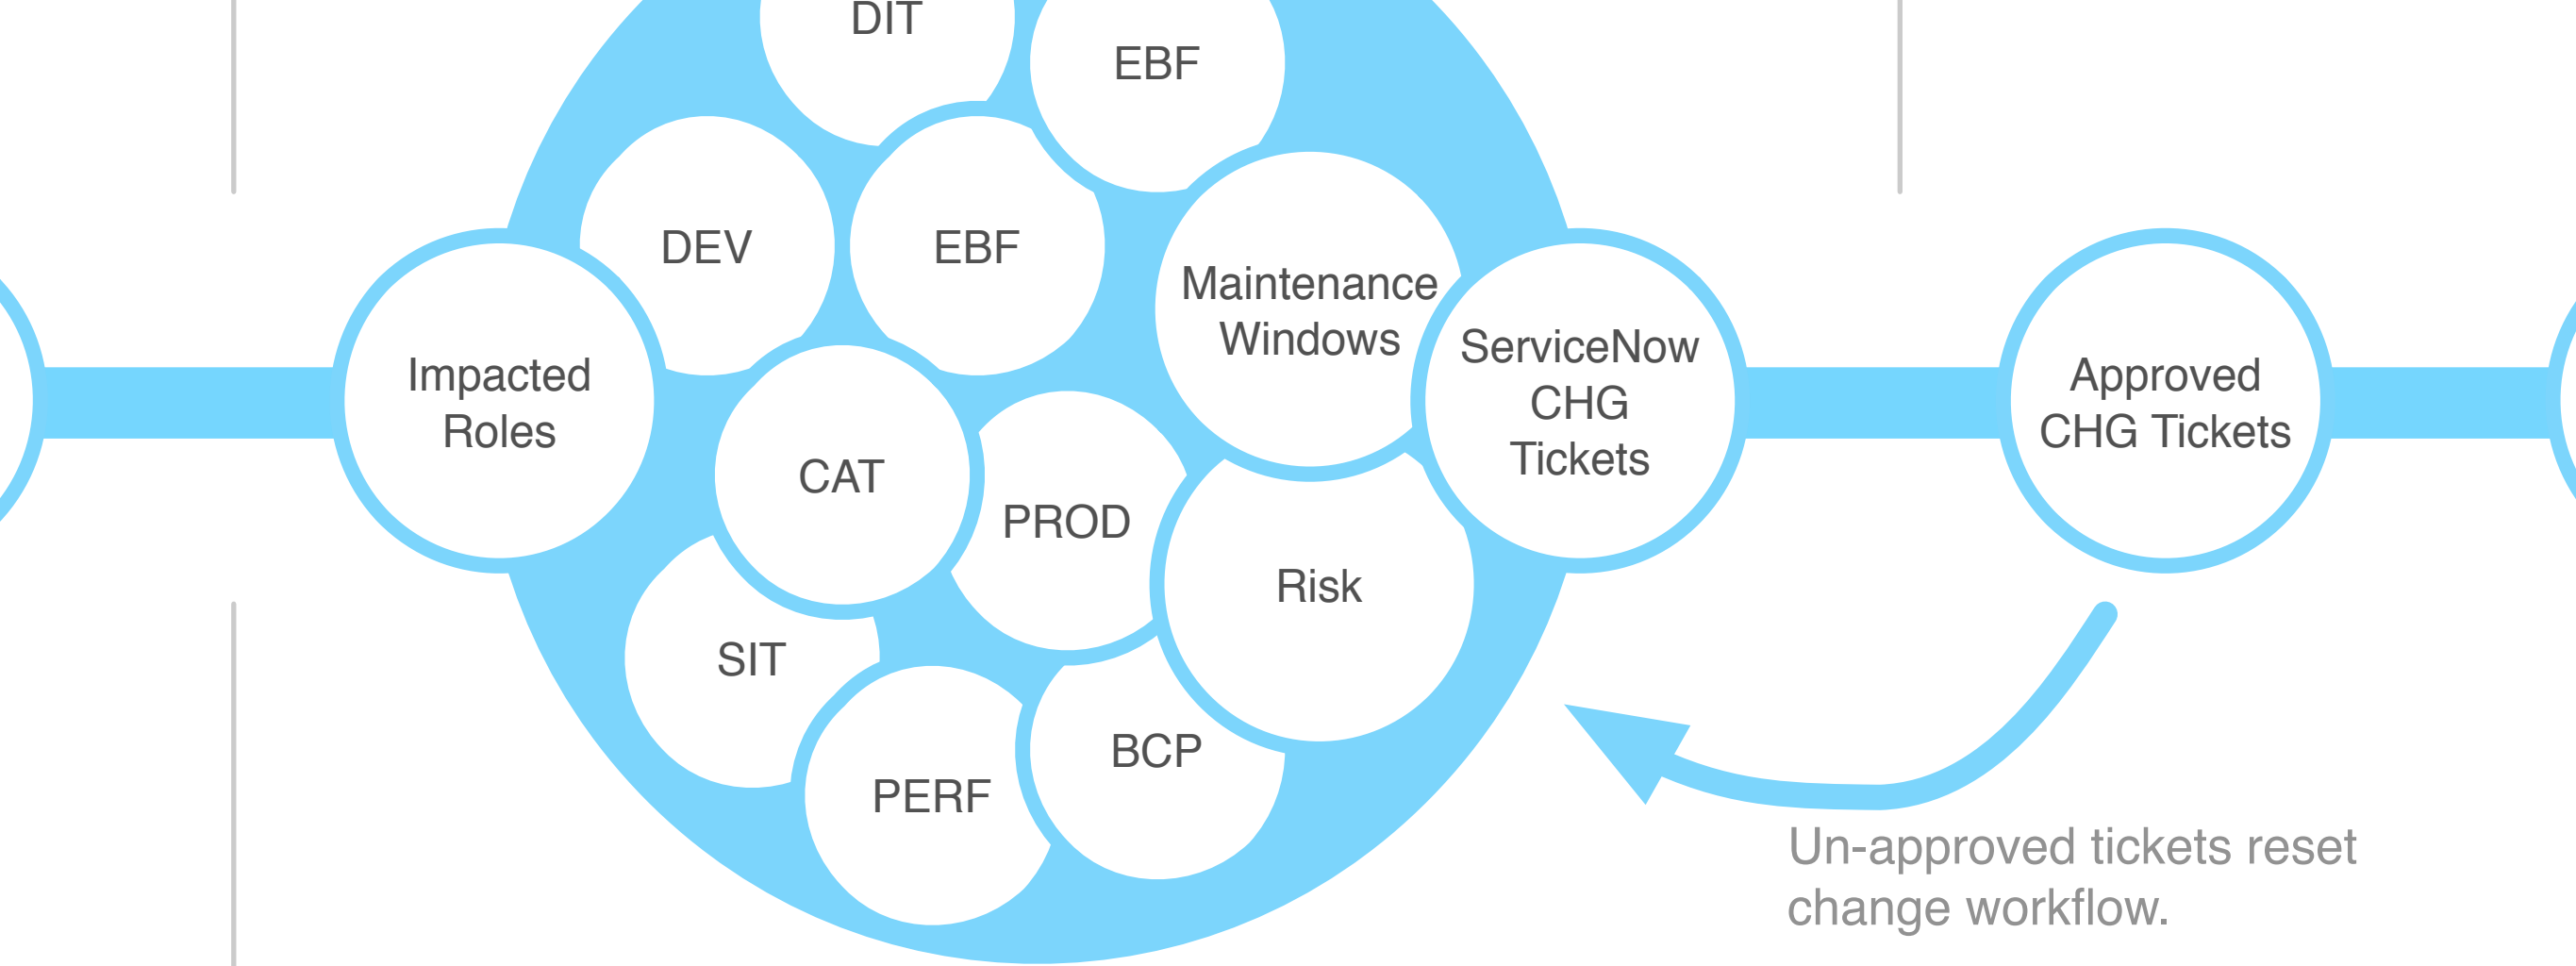 DIT
EBF
DEV
EBF
Maintenance
Windows
Impacted
Roles
ServiceNow
CHG
Tickets
Approved
CHG Tickets
CAT
PROD
Risk
SIT
PERF
BCP
Un-approved tickets reset
change workflow.